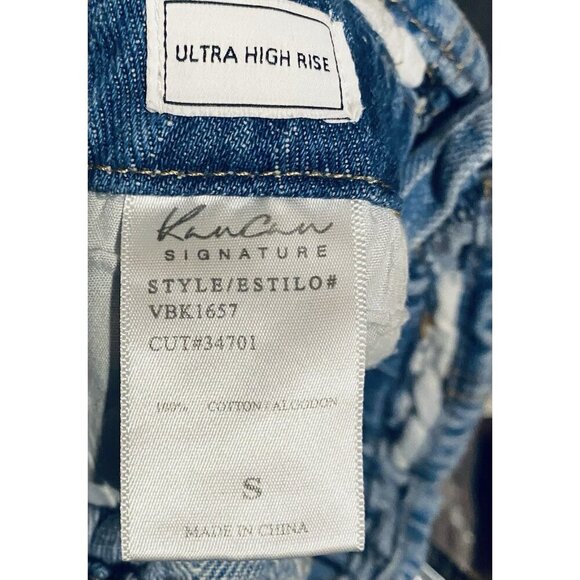 ULTRA HIGH RISE
KanCan
SIGNATURE
STYLE/ESTILO#
VBK1657
CUT#34701
100% COTTON/ALGODON
S
MADE IN CHINA